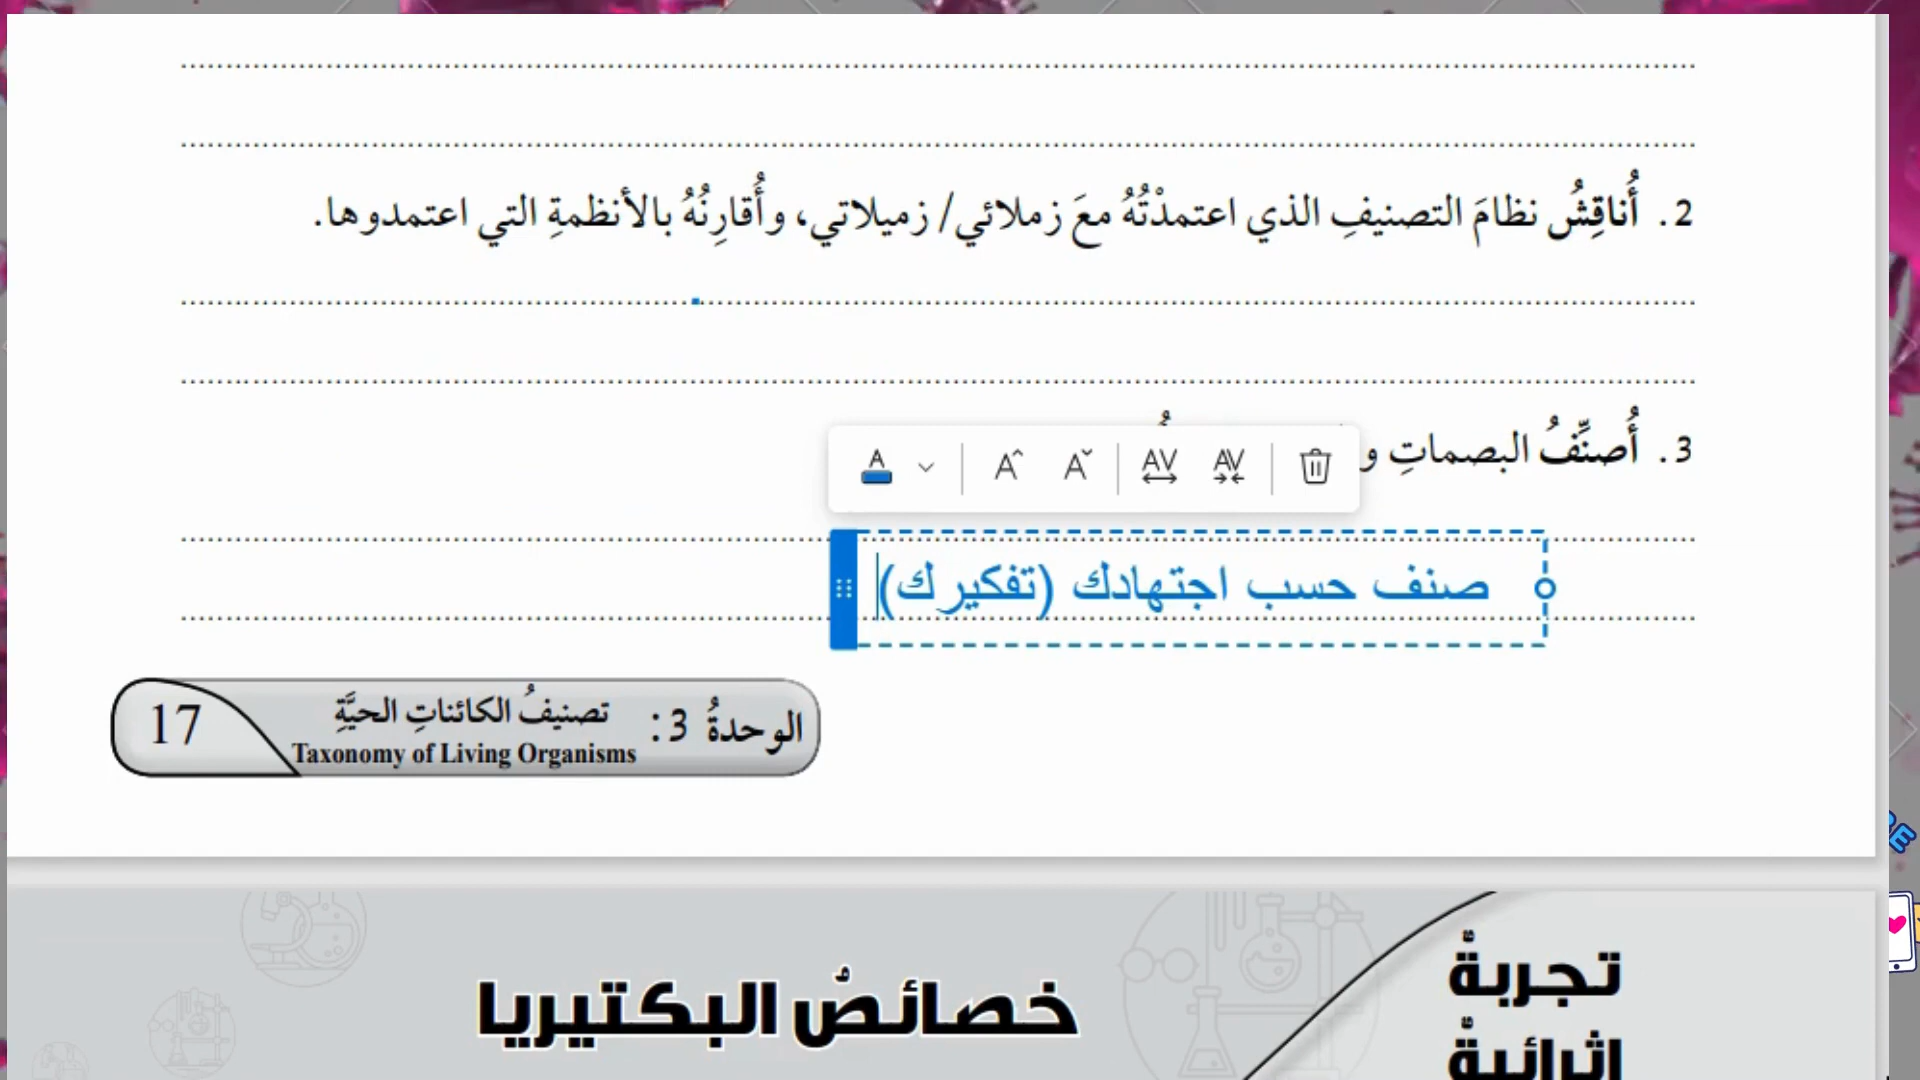 2. أُناقِشُ نظامَ التصنيفِ الذي اعتمدْتُهُ معَ زملائي/ زميلاتي، وأُقارِنُهُ بالأنظمةِ التي اعتمدوها.
3. أُصنِّفُ البصماتِ و
صنف حسب اجتهادك (تفكيرك)
الوحدةُ 3: تصنيفُ الكائناتِ الحيَّةِ
Taxonomy of Living Organisms
17
تجربةٌ
إثرائيةٌ
خصائصُ البكتيريا